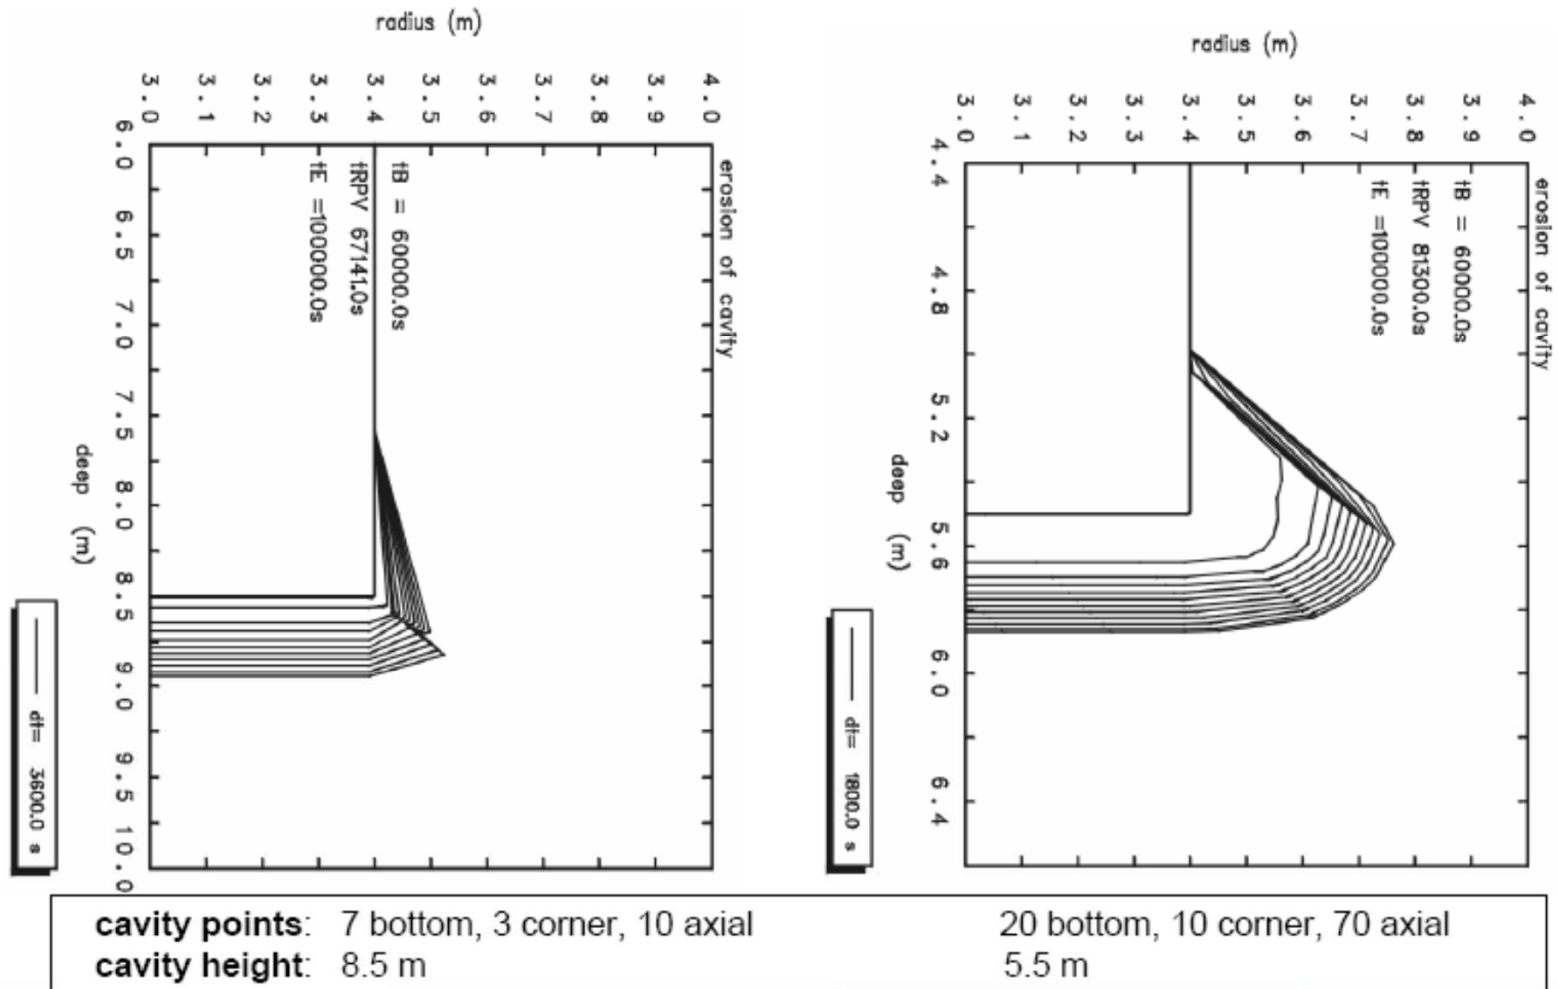 radius (m)
3.0 3.1 3.2 3.3 3.4 3.5 3.6 3.7 3.8 3.9 4.0
erosion of cavity
tB = 60000.0s
tRPV 67141.0s
tE =100000.0s
6.0 6.5 7.0 7.5 8.0 8.5 9.0 9.5 10.0
deep (m)
dt= 3600.0 s
radius (m)
3.0 3.1 3.2 3.3 3.4 3.5 3.6 3.7 3.8 3.9 4.0
erosion of cavity
tB = 60000.0s
tRPV 81300.0s
tE =100000.0s
4.4 4.8 5.2 5.6 6.0 6.4
deep (m)
dt= 1800.0 s
cavity points: 7 bottom, 3 corner, 10 axial 20 bottom, 10 corner, 70 axial
cavity height: 8.5 m 5.5 m